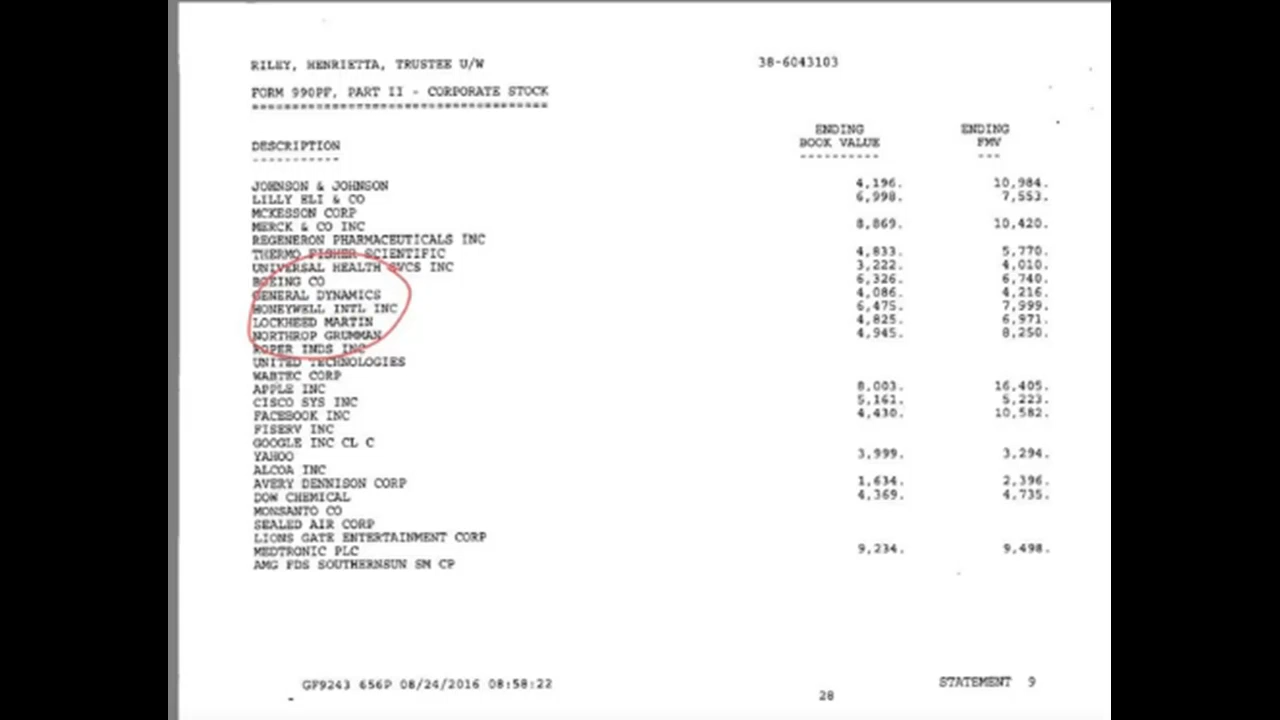 RILEY, HENRIETTA, TRUSTEE U/W 38-6043103
FORM 990PF, PART II - CORPORATE STOCK
====================================
ENDING ENDING
DESCRIPTION BOOK VALUE FMV
----------- ---------- ---
JOHNSON & JOHNSON 4,196. 10,984.
LILLY ELI & CO 6,998. 7,553.
MCKESSON CORP
MERCK & CO INC 8,869. 10,420.
REGENERON PHARMACEUTICALS INC
THERMO FISHER SCIENTIFIC 4,833. 5,770.
UNIVERSAL HEALTH SVCS INC 3,222. 4,010.
BOEING CO 6,326. 6,740.
GENERAL DYNAMICS 4,086. 4,216.
HONEYWELL INTL INC 6,475. 7,999.
LOCKHEED MARTIN 4,825. 6,971.
NORTHROP GRUMMAN 4,945. 8,250.
ROPER INDS INC
UNITED TECHNOLOGIES
WABTEC CORP
APPLE INC 8,003. 16,405.
CISCO SYS INC 5,161. 5,223.
FACEBOOK INC 4,430. 10,582.
FISERV INC
GOOGLE INC CL C
YAHOO 3,999. 3,294.
ALCOA INC
AVERY DENNISON CORP 1,634. 2,396.
DOW CHEMICAL 4,369. 4,735.
MONSANTO CO
SEALED AIR CORP
LIONS GATE ENTERTAINMENT CORP
MEDTRONIC PLC 9,234. 9,498.
AMG FDS SOUTHERNSUN SM CP
GF9243 656P 08/24/2016 08:58:22 STATEMENT 9
28